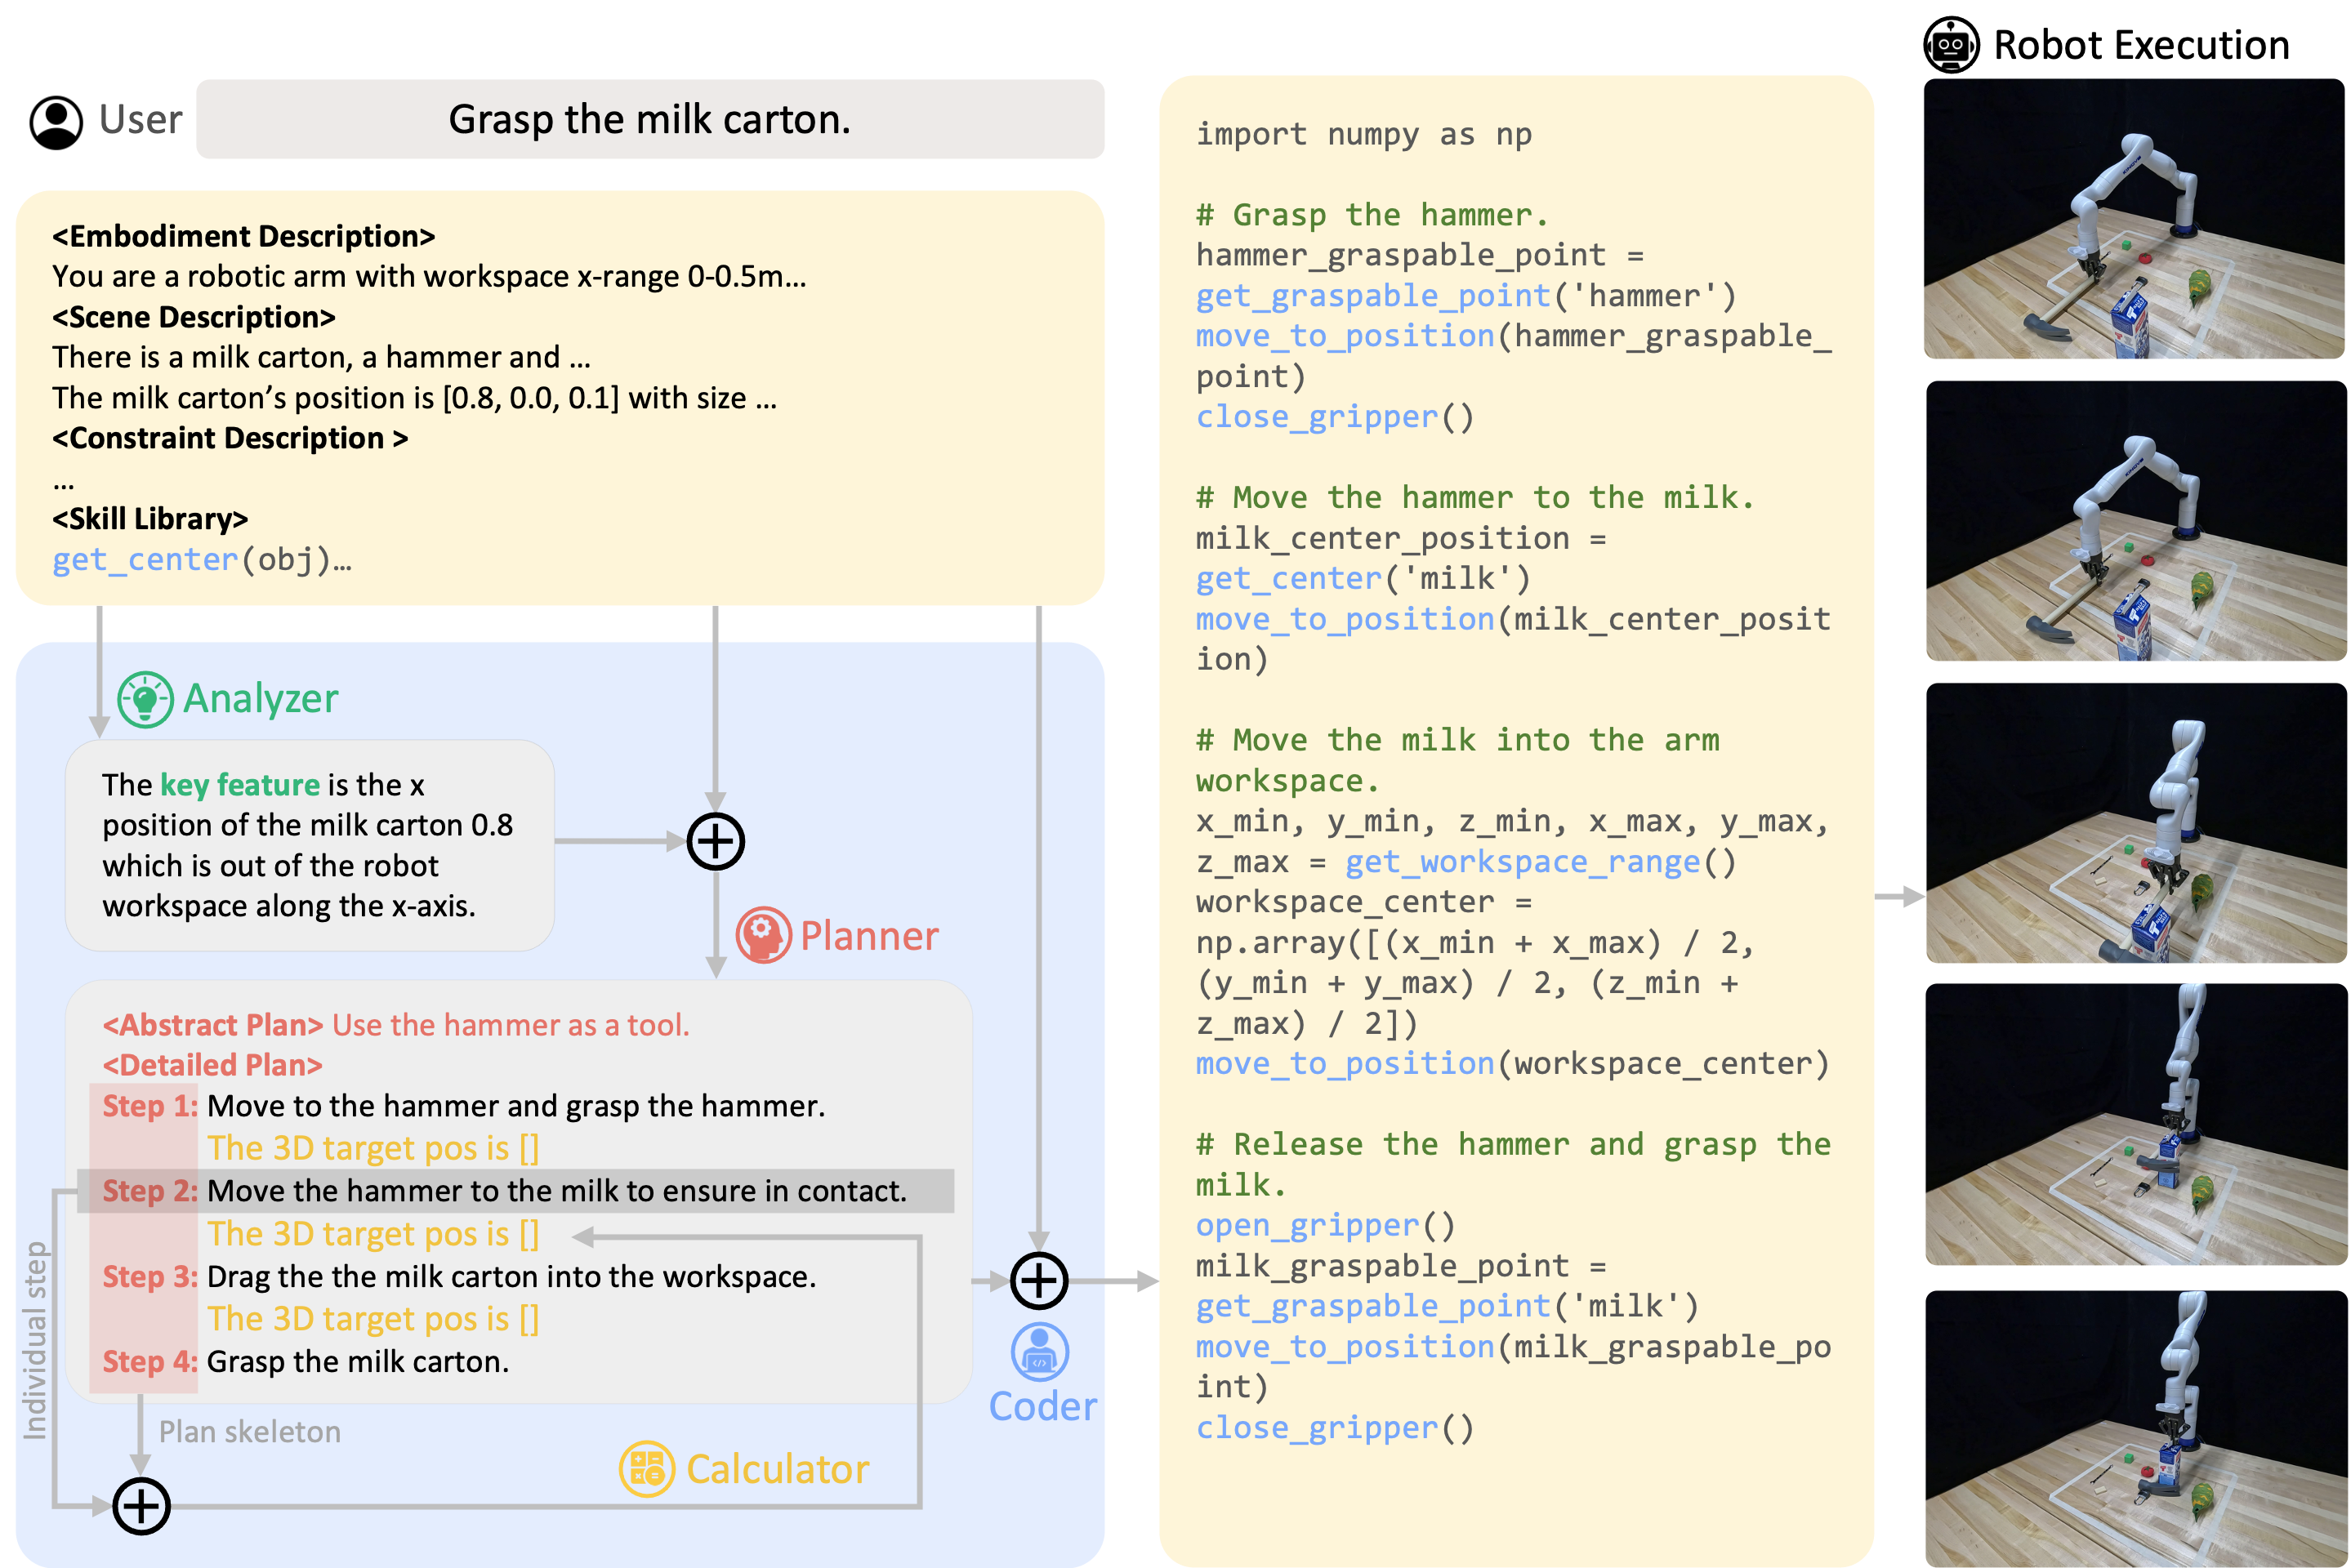 Robot Execution
User
Grasp the milk carton.
<Embodiment Description>
You are a robotic arm with workspace x-range 0-0.5m...
<Scene Description>
There is a milk carton, a hammer and ...
The milk carton’s position is [0.8, 0.0, 0.1] with size ...
<Constraint Description >
...
<Skill Library>
get_center(obj)…
Analyzer
The key feature is the x
position of the milk carton 0.8
which is out of the robot
workspace along the x-axis.
Planner
<Abstract Plan> Use the hammer as a tool.
<Detailed Plan>
Step 1: Move to the hammer and grasp the hammer.
The 3D target pos is []
Step 2: Move the hammer to the milk to ensure in contact.
The 3D target pos is []
Step 3: Drag the the milk carton into the workspace.
The 3D target pos is []
Step 4: Grasp the milk carton.
Individual step
Plan skeleton
Calculator
Coder
import numpy as np
# Grasp the hammer.
hammer_graspable_point =
get_graspable_point('hammer')
move_to_position(hammer_graspable_
point)
close_gripper()
# Move the hammer to the milk.
milk_center_position =
get_center('milk')
move_to_position(milk_center_posit
ion)
# Move the milk into the arm
workspace.
x_min, y_min, z_min, x_max, y_max,
z_max = get_workspace_range()
workspace_center =
np.array([(x_min + x_max) / 2,
(y_min + y_max) / 2, (z_min +
z_max) / 2])
move_to_position(workspace_center)
# Release the hammer and grasp the
milk.
open_gripper()
milk_graspable_point =
get_graspable_point('milk')
move_to_position(milk_graspable_po
int)
close_gripper()